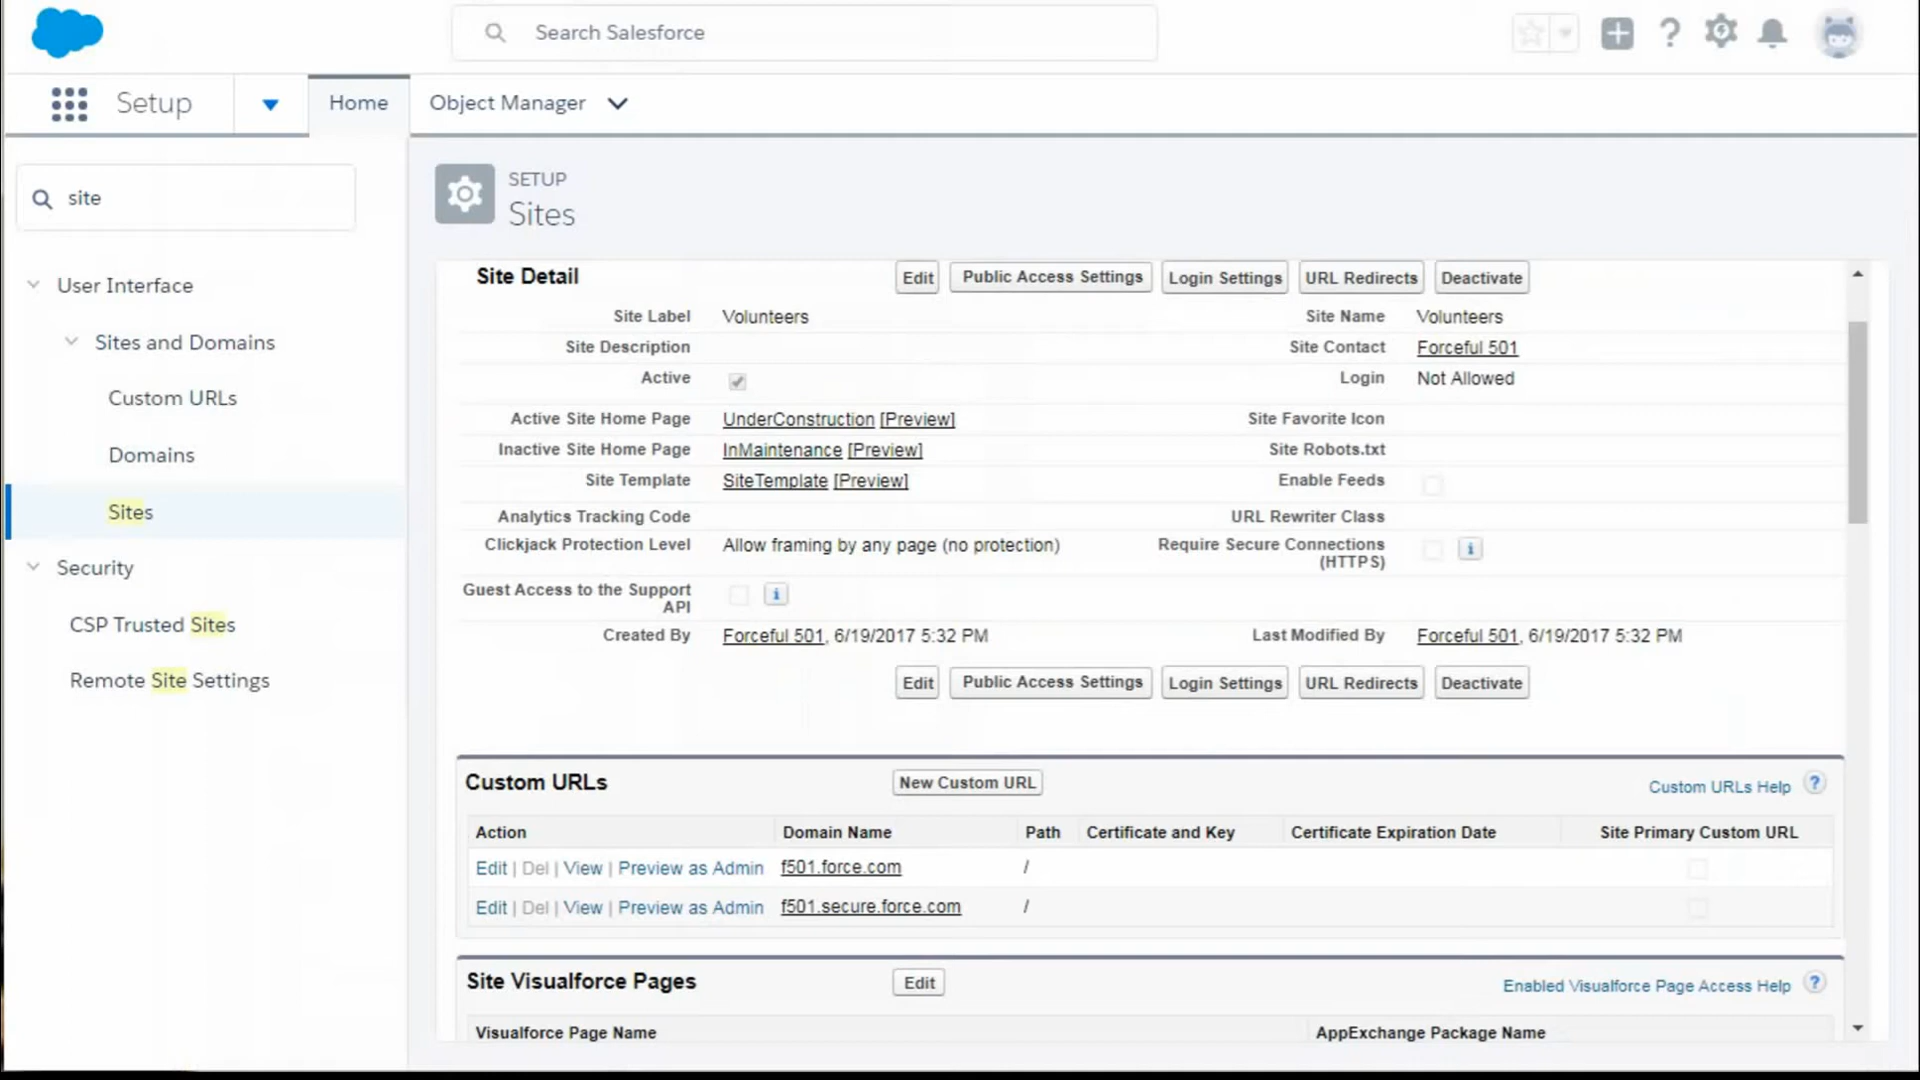 Search Salesforce
Setup
Home
Object Manager
site
User Interface
Sites and Domains
Custom URLs
Domains
Sites
Security
CSP Trusted Sites
Remote Site Settings
SETUP
Sites
Site Detail
Edit
Public Access Settings
Login Settings
URL Redirects
Deactivate
Site Label Volunteers Site Name Volunteers
Site Description Site Contact Forceful 501
Active Login Not Allowed
Active Site Home Page UnderConstruction [Preview] Site Favorite Icon
Inactive Site Home Page InMaintenance [Preview] Site Robots.txt
Site Template SiteTemplate [Preview] Enable Feeds
Analytics Tracking Code URL Rewriter Class
Clickjack Protection Level Allow framing by any page (no protection) Require Secure Connections
(HTTPS)
Guest Access to the Support
API
Created By Forceful 501, 6/19/2017 5:32 PM Last Modified By Forceful 501, 6/19/2017 5:32 PM
Edit
Public Access Settings
Login Settings
URL Redirects
Deactivate
Custom URLs
New Custom URL
Custom URLs Help ?
Action Domain Name Path Certificate and Key Certificate Expiration Date Site Primary Custom URL
Edit | Del | View | Preview as Admin f501.force.com /
Edit | Del | View | Preview as Admin f501.secure.force.com /
Site Visualforce Pages
Edit
Enabled Visualforce Page Access Help ?
Visualforce Page Name AppExchange Package Name